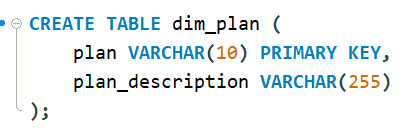 CREATE TABLE dim_plan (
    plan VARCHAR(10) PRIMARY KEY,
    plan_description VARCHAR(255)
);